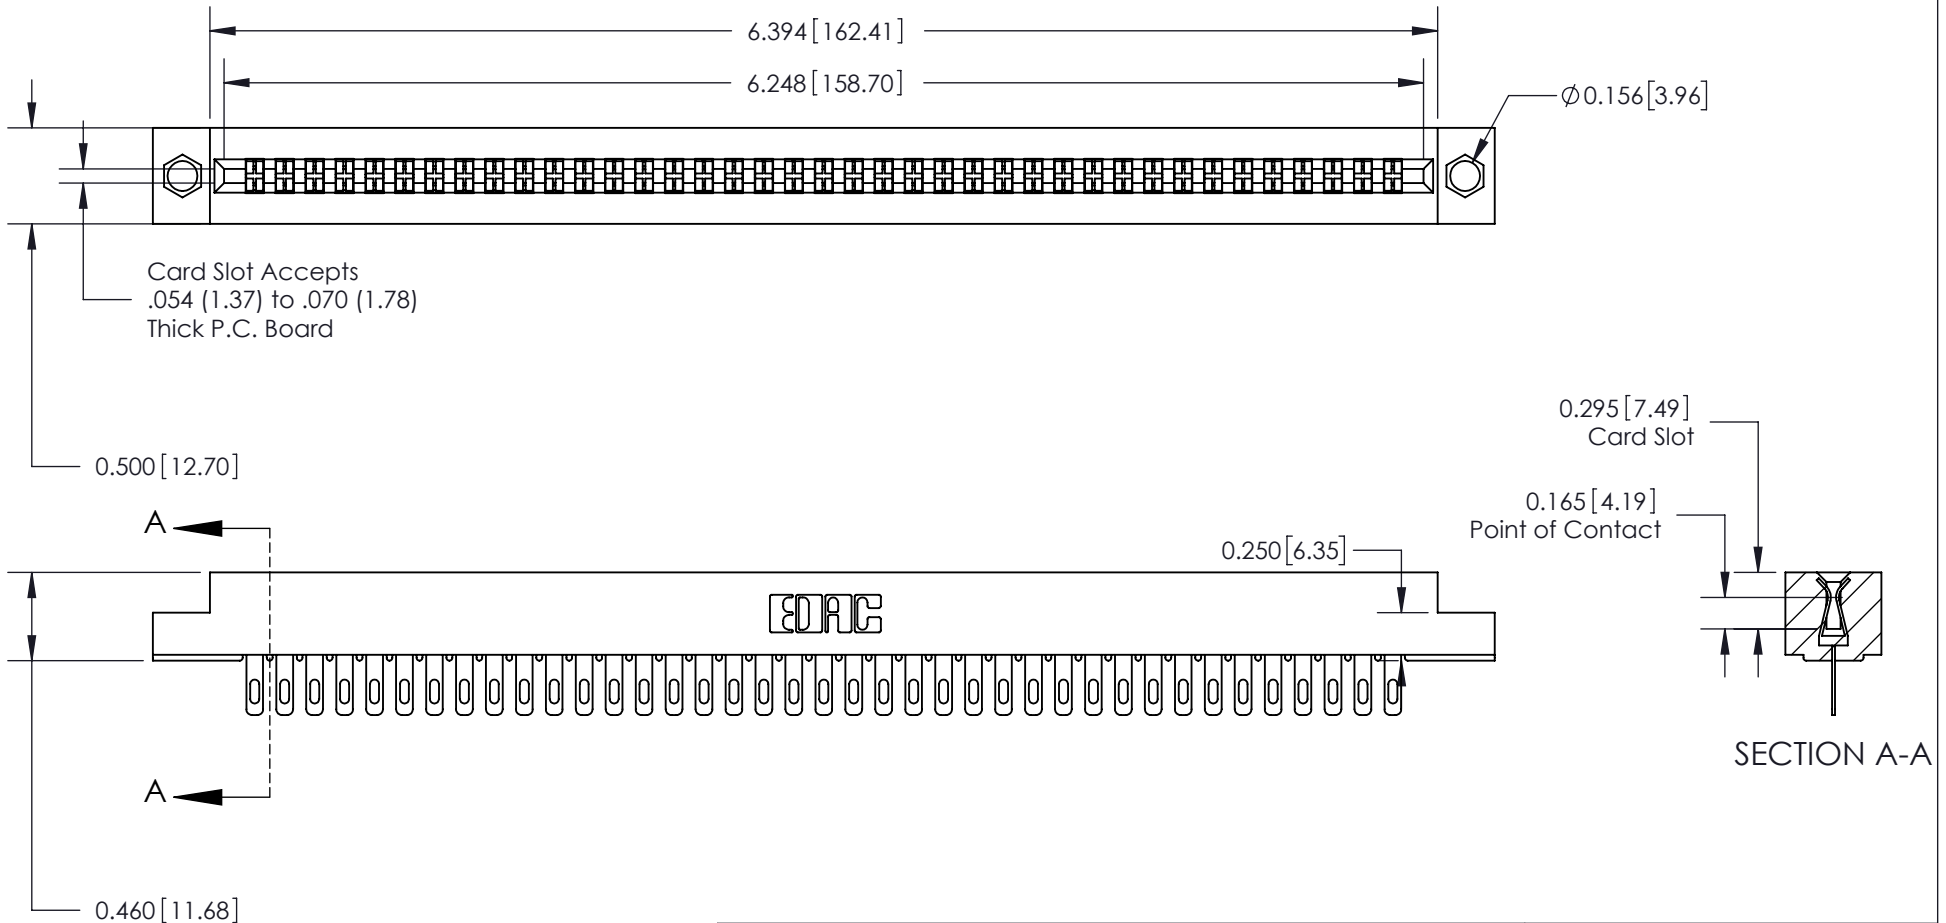 6.394 [162.41]
6.248 [158.70]
Ø0.156 [3.96]
Card Slot Accepts
.054 (1.37) to .070 (1.78)
Thick P.C. Board
0.295 [7.49]
Card Slot
0.500 [12.70]
0.165 [4.19]
Point of Contact
A
0.250 [6.35]
EDAC
SECTION A-A
A
0.460 [11.68]